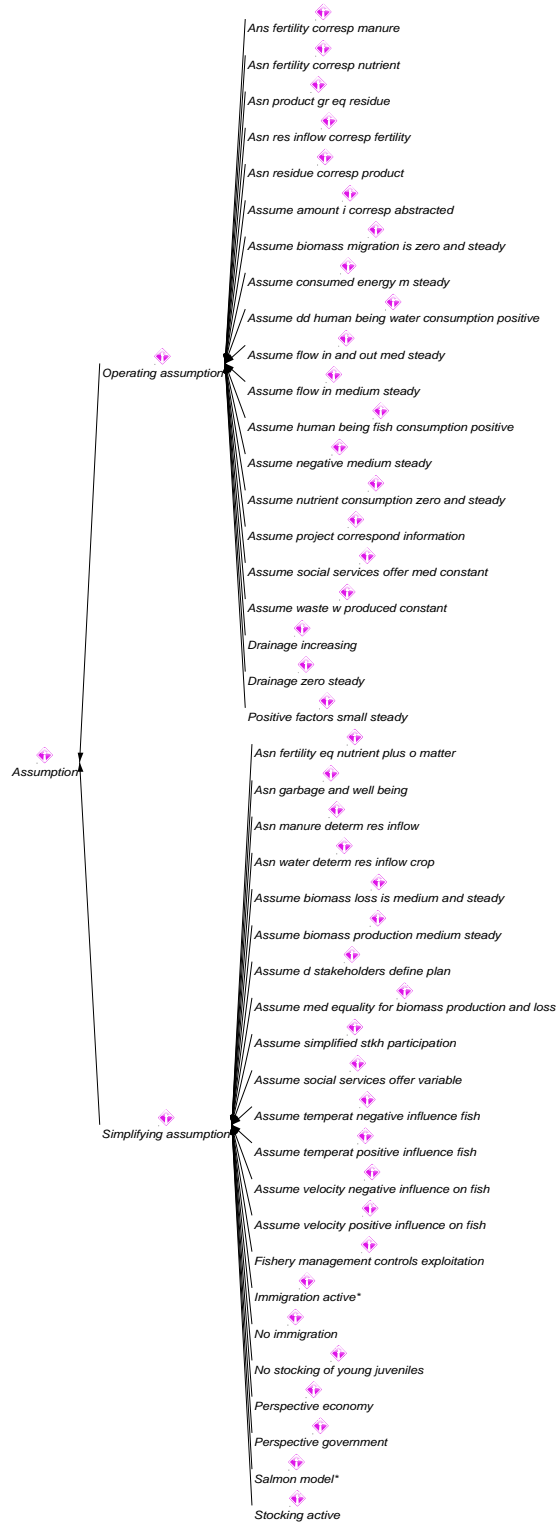 Ans fertility corresp manure
Asn fertility corresp nutrient
Asn product gr eq residue
Asn res inflow corresp fertility
Asn residue corresp product
Assume amount i corresp abstracted
Assume biomass migration is zero and steady
Assume consumed energy m steady
Assume dd human being water consumption positive
Assume flow in and out med steady
Operating assumption
Assume flow in medium steady
Assume human being fish consumption positive
Assume negative medium steady
Assume nutrient consumption zero and steady
Assume project correspond information
Assume social services offer med constant
Assume waste w produced constant
Drainage increasing
Drainage zero steady
Positive factors small steady
Asn fertility eq nutrient plus o matter
Assumption
Asn garbage and well being
Asn manure determ res inflow
Asn water determ res inflow crop
Assume biomass loss is medium and steady
Assume biomass production medium steady
Assume d stakeholders define plan
Assume med equality for biomass production and loss
Assume simplified stkh participation
Assume social services offer variable
Assume temperat negative influence fish
Simplifying assumption
Assume temperat positive influence fish
Assume velocity negative influence on fish
Assume velocity positive influence on fish
Fishery management controls exploitation
Immigration active*
No immigration
No stocking of young juveniles
Perspective economy
Perspective government
Salmon model*
Stocking active